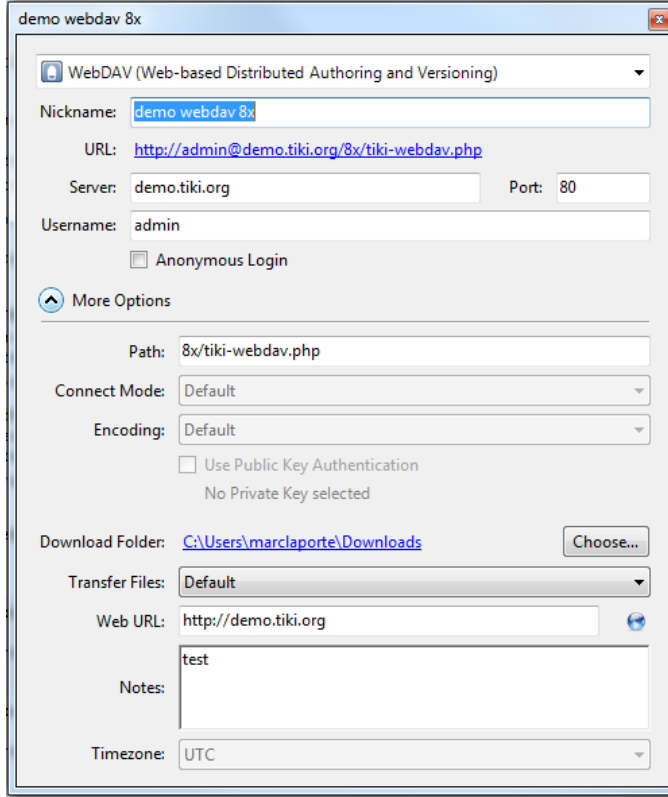 demo webdav 8x
WebDAV (Web-based Distributed Authoring and Versioning)
Nickname: demo webdav 8x
URL: http://admin@demo.tiki.org/8x/tiki-webdav.php
Server: demo.tiki.org Port: 80
Username: admin
Anonymous Login
More Options
Path: 8x/tiki-webdav.php
Connect Mode: Default
Encoding: Default
Use Public Key Authentication
No Private Key selected
Download Folder: C:\Users\marclaporte\Downloads Choose...
Transfer Files: Default
Web URL: http://demo.tiki.org
test
Notes:
Timezone: UTC